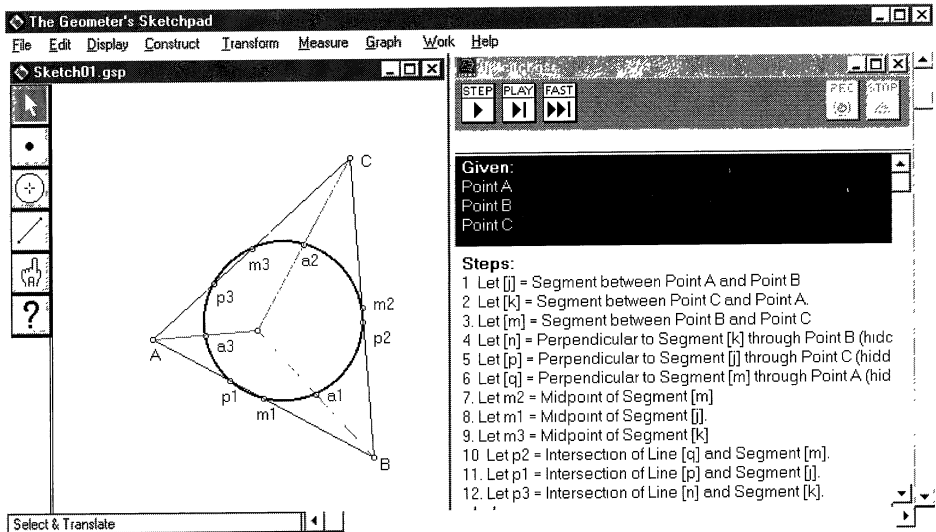 The Geometer's Sketchpad
File Edit Display Construct Transform Measure Graph Work Help
Sketch01.gsp
STEP PLAY FAST
REC STOP
C
m3
a2
p3
m2
p2
A
a3
p1
m1
a1
B
Select & Translate
Given:
Point A
Point B
Point C
Steps:
1 Let [j] = Segment between Point A and Point B
2 Let [k] = Segment between Point C and Point A.
3. Let [m] = Segment between Point B and Point C
4 Let [n] = Perpendicular to Segment [k] through Point B (hidc
5 Let [p] = Perpendicular to Segment [j] through Point C (hidd
6 Let [q] = Perpendicular to Segment [m] through Point A (hid
7. Let m2 = Midpoint of Segment [m]
8. Let m1 = Midpoint of Segment [j].
9. Let m3 = Midpoint of Segment [k]
10 Let p2 = Intersection of Line [q] and Segment [m].
11. Let p1 = Intersection of Line [p] and Segment [j].
12. Let p3 = Intersection of Line [n] and Segment [k].